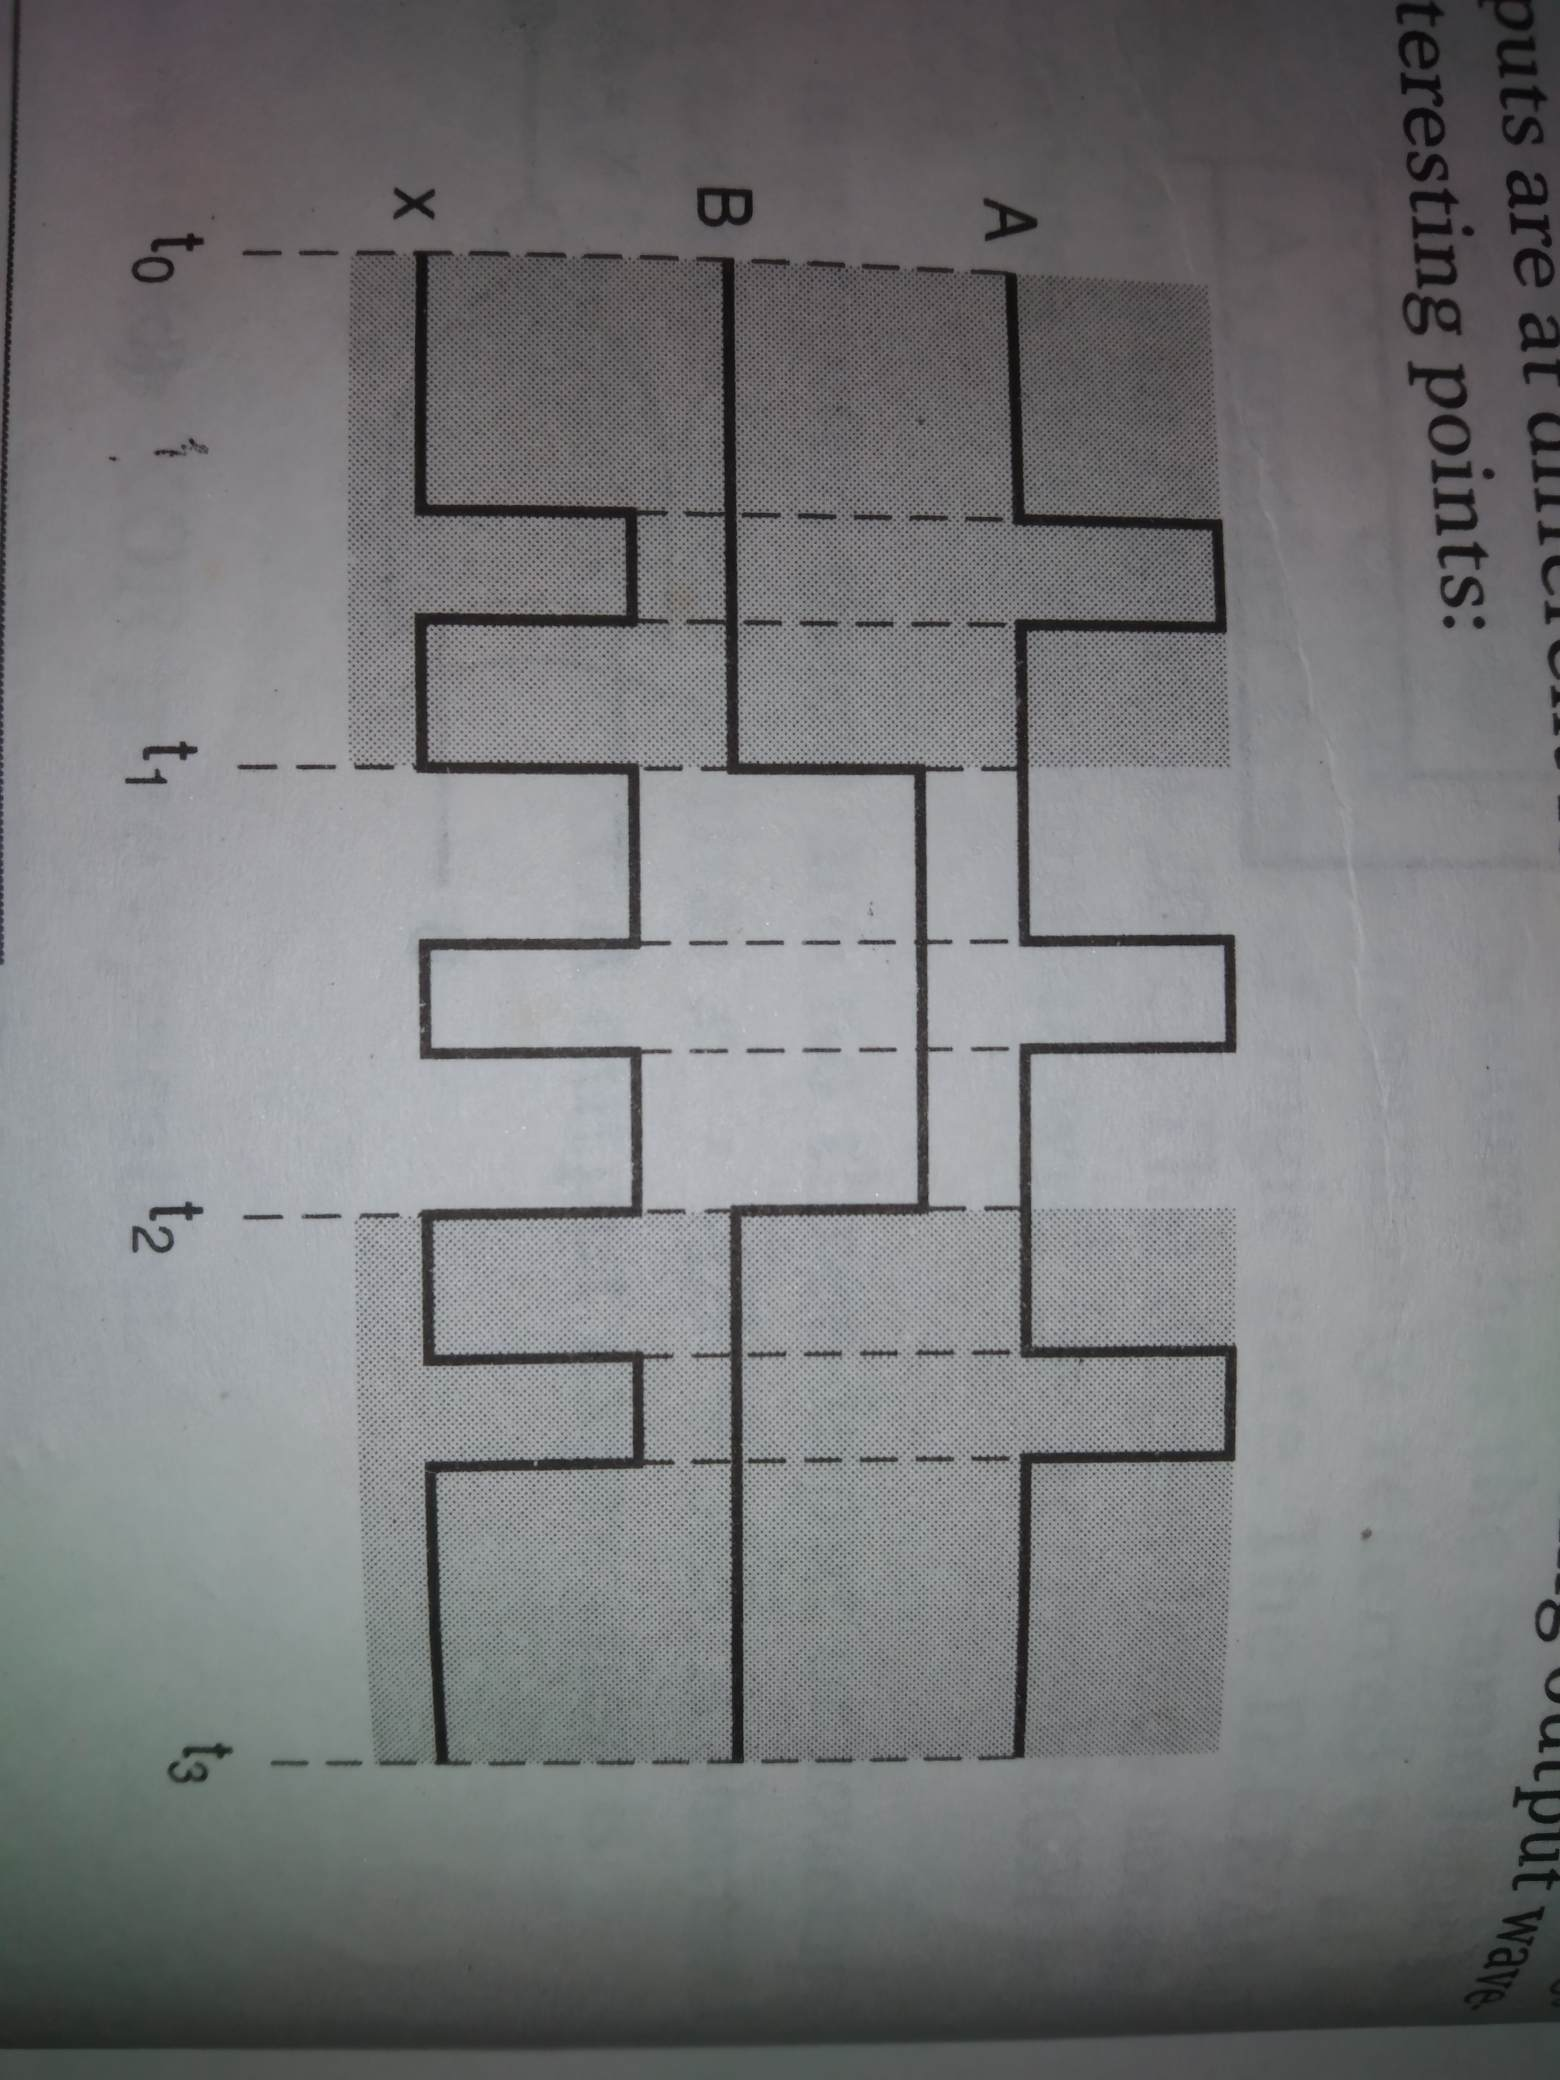 puts are at
teresting points:
output wave
A
B
x
t0
t1
t2
t3